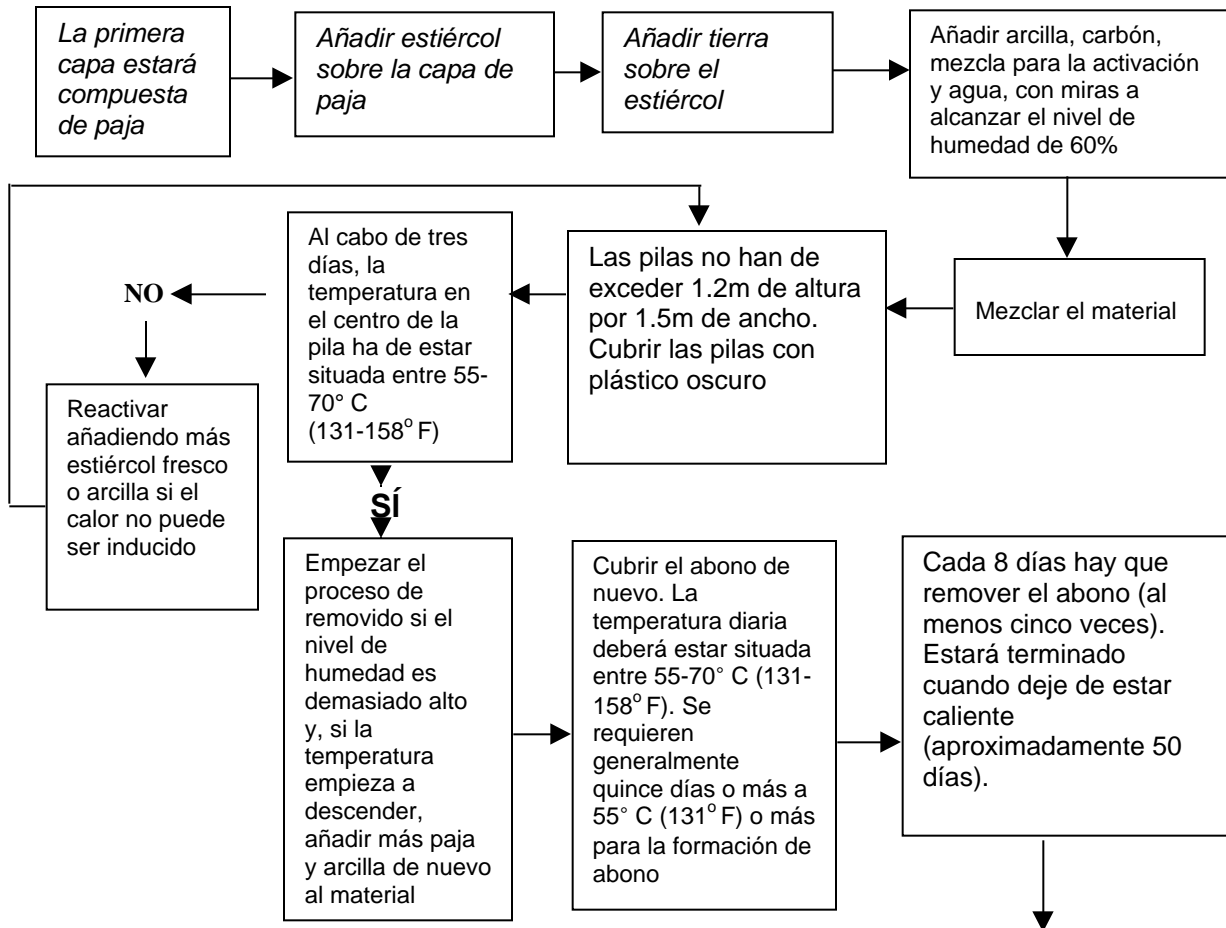 La primera
capa estará
compuesta
de paja
Añadir estiércol
sobre la capa de
paja
Añadir tierra
sobre el
estiércol
Añadir arcilla, carbón,
mezcla para la activación
y agua, con miras a
alcanzar el nivel de
humedad de 60%
Mezclar el material
Las pilas no han de
exceder 1.2m de altura
por 1.5m de ancho.
Cubrir las pilas con
plástico oscuro
Al cabo de tres
días, la
temperatura en
el centro de la
pila ha de estar
situada entre 55-
70° C
(131-158° F)
NO
Reactivar
añadiendo más
estiércol fresco
o arcilla si el
calor no puede
ser inducido
SÍ
Empezar el
proceso de
removido si el
nivel de
humedad es
demasiado alto
y, si la
temperatura
empieza a
descender,
añadir más paja
y arcilla de nuevo
al material
Cubrir el abono de
nuevo. La
temperatura diaria
deberá estar situada
entre 55-70° C (131-
158° F). Se
requieren
generalmente
quince días o más a
55° C (131° F) o más
para la formación de
abono
Cada 8 días hay que
remover el abono (al
menos cinco veces).
Estará terminado
cuando deje de estar
caliente
(aproximadamente 50
días).